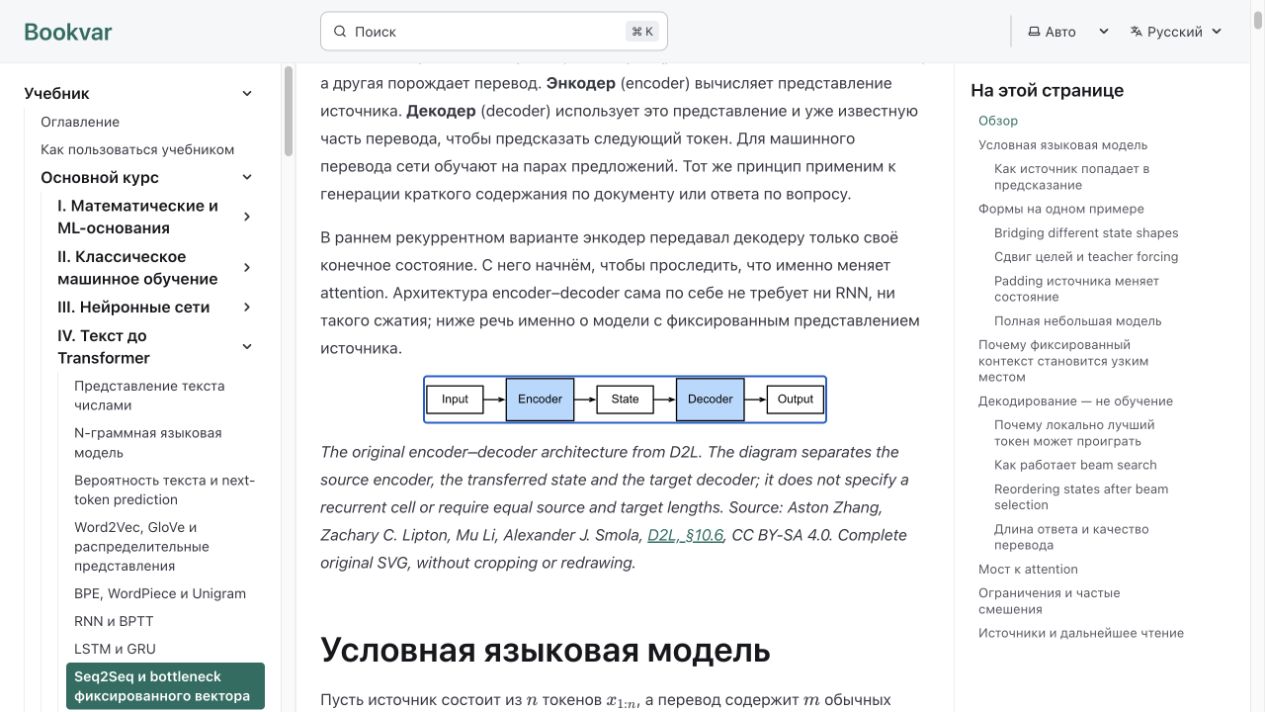 Bookvar
Поиск
⌘ K
Авто
Русский
Учебник
Оглавление
Как пользоваться учебником
Основной курс
I. Математические и
ML-основания
II. Классическое
машинное обучение
III. Нейронные сети
IV. Текст до
Transformer
Представление текста
числами
N-граммная языковая
модель
Вероятность текста и next-
token prediction
Word2Vec, GloVe и
распределительные
представления
BPE, WordPiece и Unigram
RNN и BPTT
LSTM и GRU
Seq2Seq и bottleneck
фиксированного вектора
а другая порождает перевод. Энкодер (encoder) вычисляет представление
источника. Декодер (decoder) использует это представление и уже известную
часть перевода, чтобы предсказать следующий токен. Для машинного
перевода сети обучают на парах предложений. Тот же принцип применим к
генерации краткого содержания по документу или ответа по вопросу.
В раннем рекуррентном варианте энкодер передавал декодеру только своё
конечное состояние. С него начнём, чтобы проследить, что именно меняет
attention. Архитектура encoder–decoder сама по себе не требует ни RNN, ни
такого сжатия; ниже речь именно о модели с фиксированным представлением
источника.
Input Encoder State Decoder Output
The original encoder–decoder architecture from D2L. The diagram separates the
source encoder, the transferred state and the target decoder; it does not specify a
recurrent cell or require equal source and target lengths. Source: Aston Zhang,
Zachary C. Lipton, Mu Li, Alexander J. Smola, D2L, §10.6, CC BY-SA 4.0. Complete
original SVG, without cropping or redrawing.
Условная языковая модель
Пусть источник состоит из n токенов x1:n, а перевод содержит m обычных
На этой странице
Обзор
Условная языковая модель
Как источник попадает в
предсказание
Формы на одном примере
Bridging different state shapes
Сдвиг целей и teacher forcing
Padding источника меняет
состояние
Полная небольшая модель
Почему фиксированный
контекст становится узким
местом
Декодирование — не обучение
Почему локально лучший
токен может проиграть
Как работает beam search
Reordering states after beam
selection
Длина ответа и качество
перевода
Мост к attention
Ограничения и частые
смешения
Источники и дальнейшее чтение